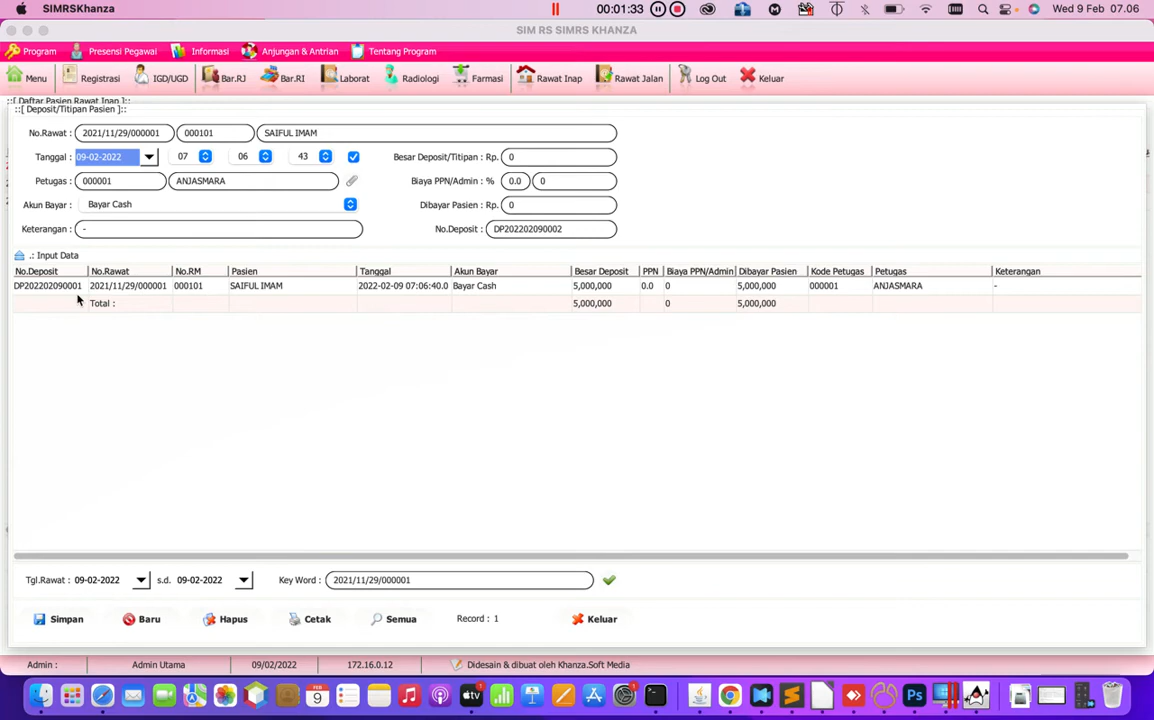 SIMRSKhanza 00:01:33 Wed 9 Feb 07.06
SIM RS SIMRS KHANZA
Program Presensi Pegawai Informasi Anjungan & Antrian Tentang Program
Menu Registrasi IGD/UGD Bar.RJ Bar.RI Laborat Radiologi Farmasi Rawat Inap Rawat Jalan Log Out Keluar
::[ Daftar Pasien Rawat Inap ]::
::[ Deposit/Titipan Pasien ]::
No.Rawat : 2021/11/29/000001 000101 SAIFUL IMAM
Tanggal : 09-02-2022 07 06 43 Besar Deposit/Titipan : Rp. 0
Petugas : 000001 ANJASMARA Biaya PPN/Admin : % 0.0 0
Akun Bayar : Bayar Cash Dibayar Pasien : Rp. 0
Keterangan : - No.Deposit : DP202202090002
.: Input Data
No.Deposit No.Rawat No.RM Pasien Tanggal Akun Bayar Besar Deposit PPN Biaya PPN/Admin Dibayar Pasien Kode Petugas Petugas Keterangan
DP202202090001 2021/11/29/000001 000101 SAIFUL IMAM 2022-02-09 07:06:40.0 Bayar Cash 5,000,000 0.0 0 5,000,000 000001 ANJASMARA -
Total : 5,000,000 0 5,000,000
Tgl.Rawat : 09-02-2022 s.d. 09-02-2022 Key Word : 2021/11/29/000001
Simpan Baru Hapus Cetak Semua Record : 1 Keluar
Admin : Admin Utama 09/02/2022 172.16.0.12 Didesain & dibuat oleh Khanza.Soft Media
FEB
9
tv
Ps